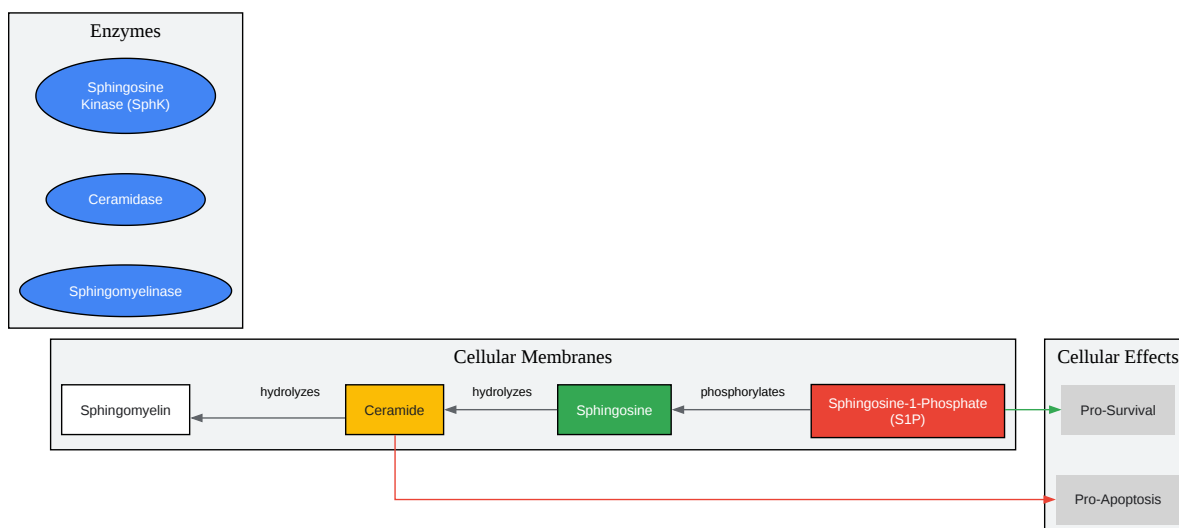 Enzymes
Sphingosine
Kinase (SphK)
Ceramidase
Sphingomyelinase
Cellular Membranes
Cellular Effects
hydrolyzes
hydrolyzes
phosphorylates
Sphingomyelin
Ceramide
Sphingosine
Sphingosine-1-Phosphate
(S1P)
Pro-Survival
Pro-Apoptosis